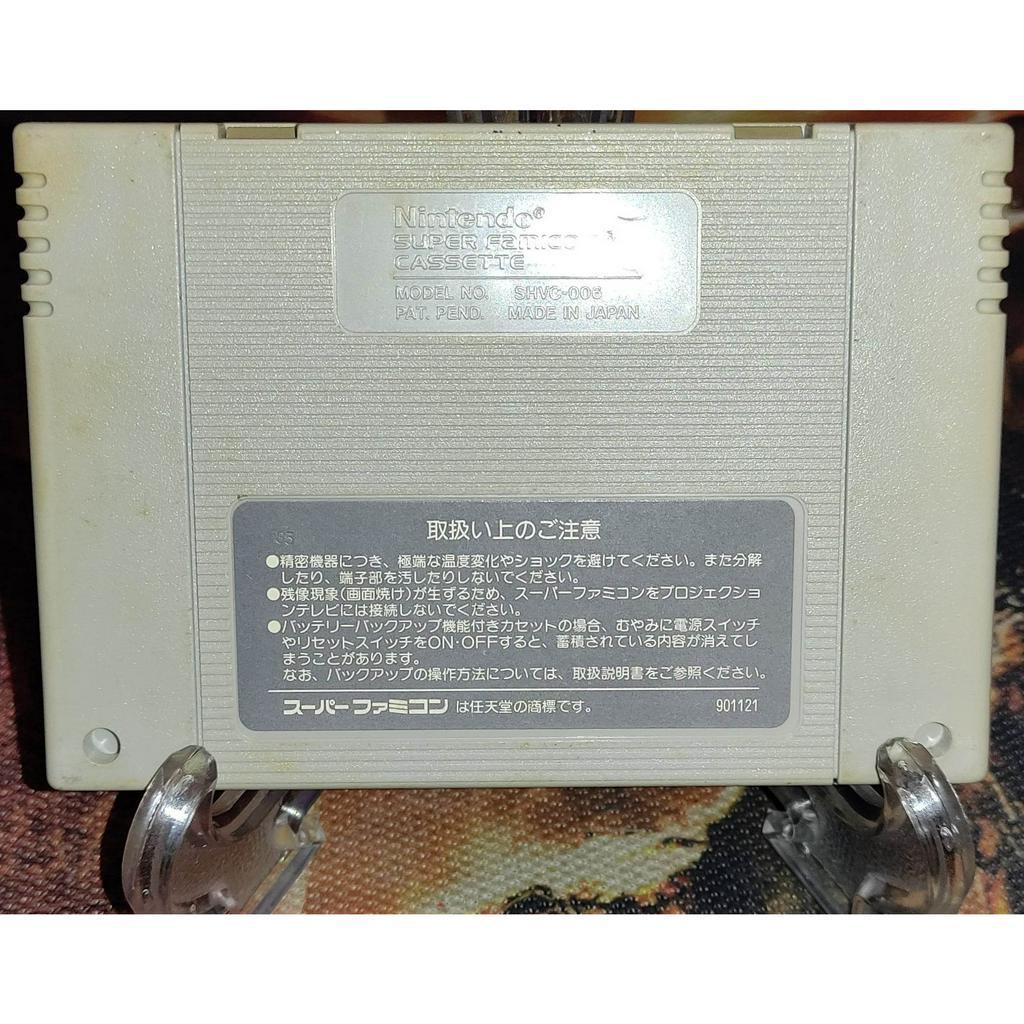 Nintendo®
SUPER FAMICO
CASSETTE
MODEL NO. SHVC-006
PAT. PEND. MADE IN JAPAN
取扱い上のご注意
●精密機器につき、極端な温度変化やショックを避けてください。また分解
したり、端子部を汚したりしないでください。
●残像現象(画面焼け)が生ずるため、スーパーファミコンをプロジェクショ
ンテレビには接続しないでください。
●バッテリーバックアップ機能付きカセットの場合、むやみに電源スイッチ
やリセットスイッチをON・OFFすると、蓄積されている内容が消えてし
まうことがあります。
なお、バックアップの操作方法については、取扱説明書をご参照ください。
スーパーファミコン は任天堂の商標です。 901121